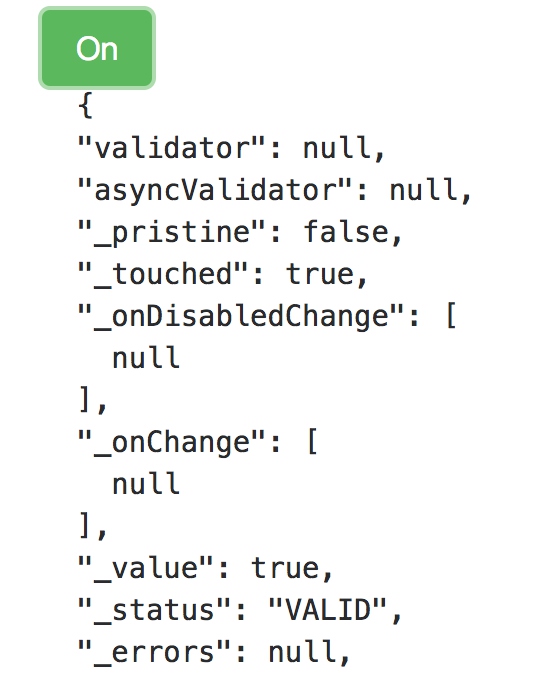 On
{
"validator": null,
"asyncValidator": null,
"_pristine": false,
"_touched": true,
"_onDisabledChange": [
  null
],
"_onChange": [
  null
],
"_value": true,
"_status": "VALID",
"_errors": null,